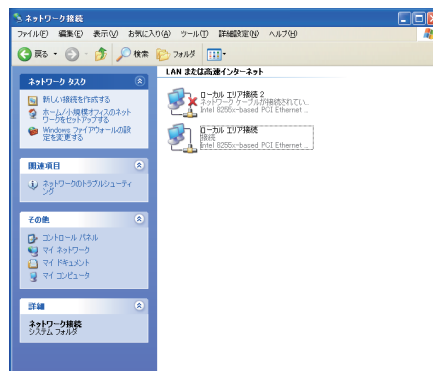 ネットワーク接続
ファイル(F) 編集(E) 表示(V) お気に入り(A) ツール(T) 詳細設定(N) ヘルプ(H)
戻る 検索 フォルダ
ネットワーク タスク
新しい接続を作成する
ホーム/小規模オフィスのネット
ワークをセットアップする
Windows ファイアウォールの設
定を変更する
関連項目
ネットワークのトラブルシューティ
ング
その他
コントロール パネル
マイ ネットワーク
マイ ドキュメント
マイ コンピュータ
詳細
ネットワーク接続
システム フォルダ
LAN または高速インターネット
ローカル エリア接続 2
ネットワーク ケーブルが接続されてい...
Intel 8255x-based PCI Ethernet ...
ローカル エリア接続
接続
Intel 8255x-based PCI Ethernet ...